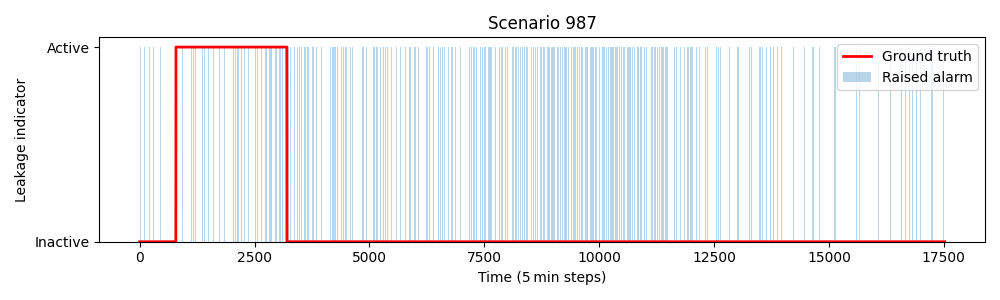 Scenario 987
Active
Inactive
Leakage indicator
Ground truth
Raised alarm
0 2500 5000 7500 10000 12500 15000 17500
Time (5 min steps)